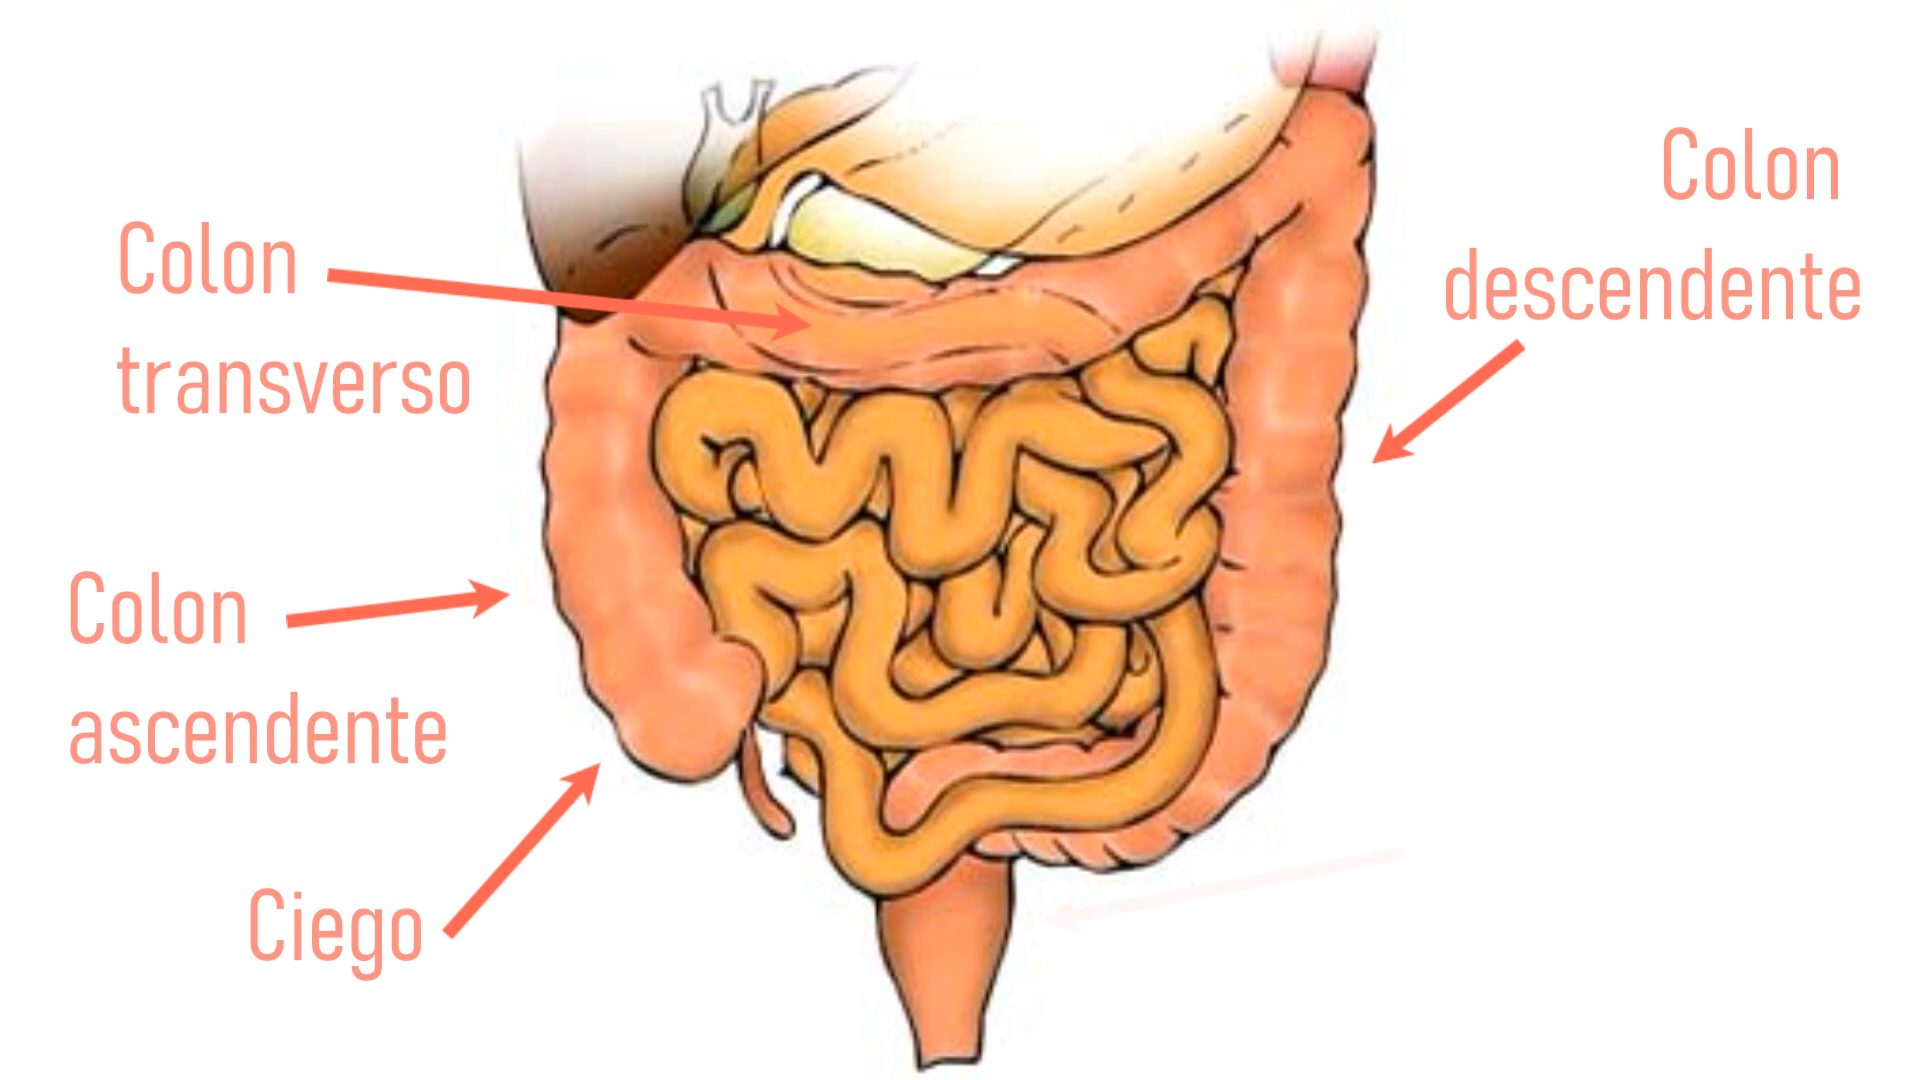 Colon
transverso
Colon
ascendente
Ciego
Colon
descendente